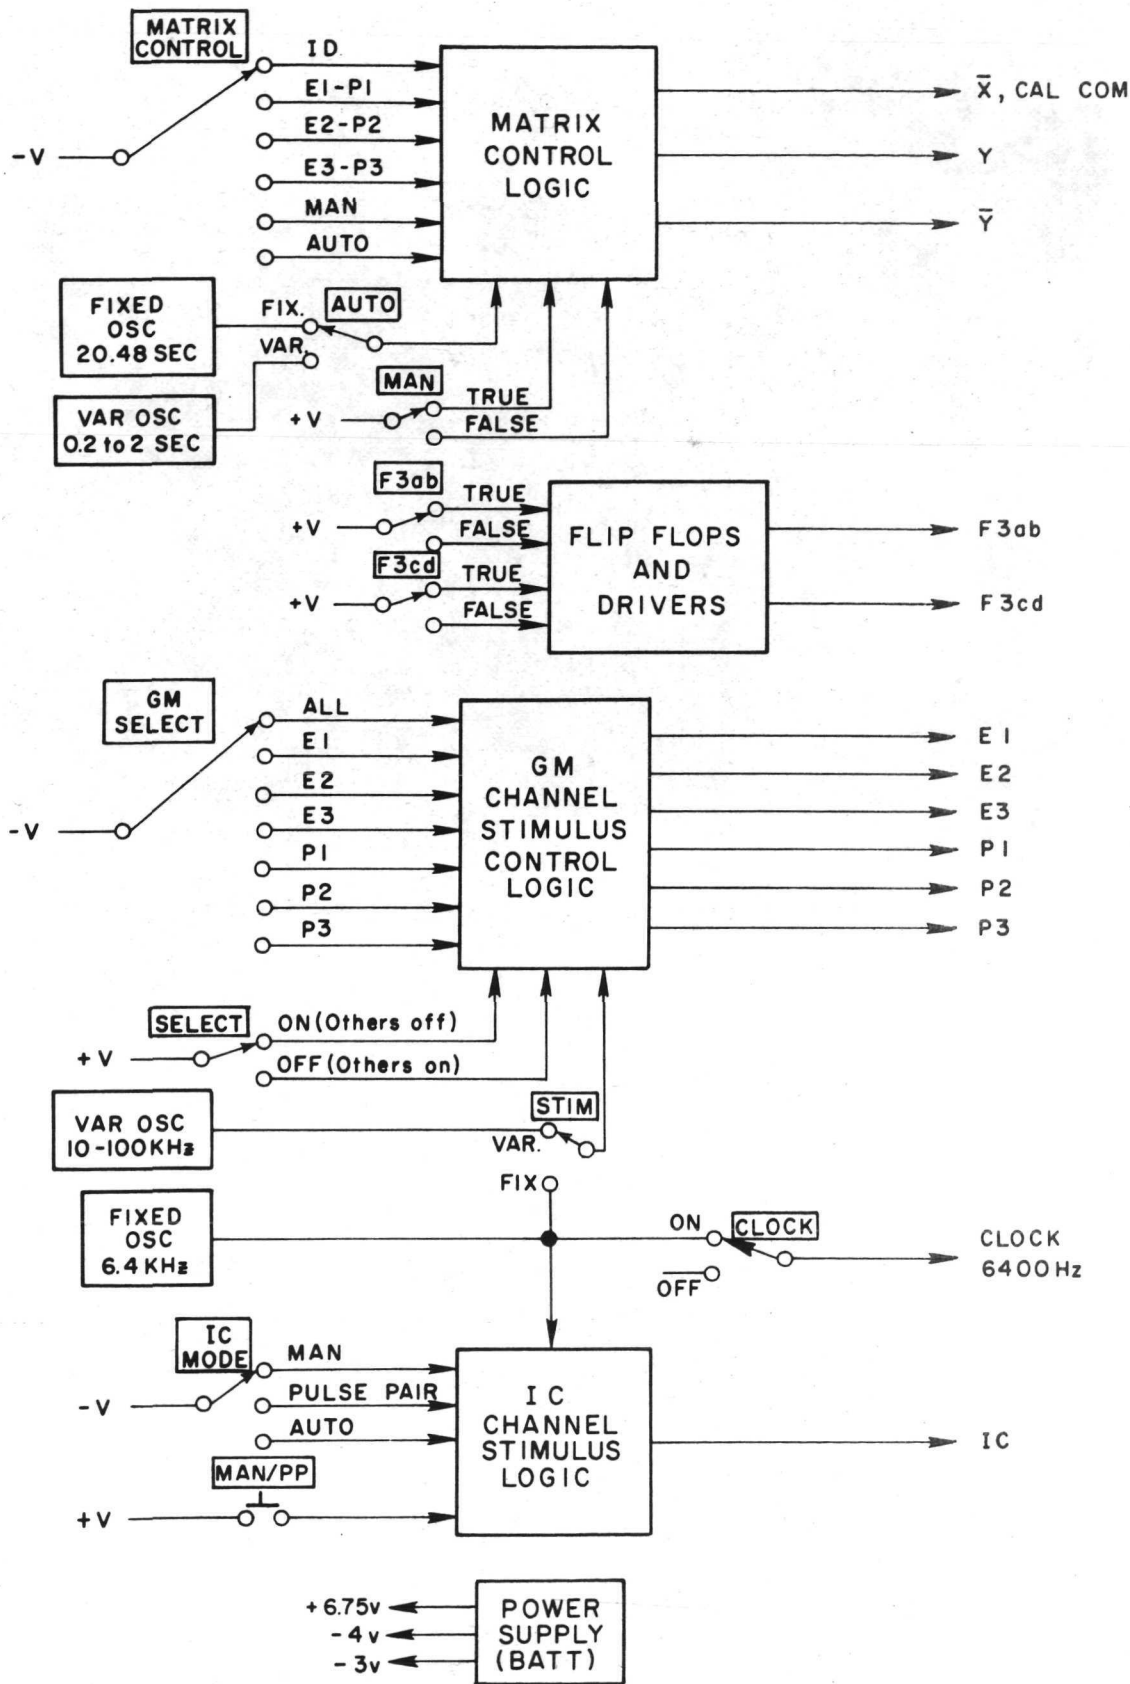 MATRIX
CONTROL
ID
E1-P1
E2-P2
E3-P3
MAN
AUTO
-V
MATRIX
CONTROL
LOGIC
X̅, CAL COM
Y
Y̅
FIXED
OSC
20.48 SEC
FIX.
AUTO
VAR.
VAR OSC
0.2 to 2 SEC
MAN
+V
TRUE
FALSE
F3ab
TRUE
+V
FALSE
F3cd
TRUE
+V
FALSE
FLIP FLOPS
AND
DRIVERS
F3ab
F3cd
GM
SELECT
ALL
E1
E2
E3
P1
P2
P3
-V
GM
CHANNEL
STIMULUS
CONTROL
LOGIC
E1
E2
E3
P1
P2
P3
SELECT
ON (Others off)
+V
OFF (Others on)
VAR OSC
10-100KHz
STIM
VAR.
FIX
FIXED
OSC
6.4 KHz
ON
CLOCK
O̅F̅F̅
CLOCK
6400Hz
IC
MODE
MAN
PULSE PAIR
-V
AUTO
MAN/PP
+V
IC
CHANNEL
STIMULUS
LOGIC
IC
+6.75v
-4v
-3v
POWER
SUPPLY
(BATT)